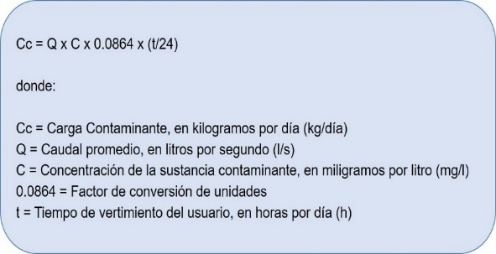 Cc = Q x C x 0.0864 x (t/24)
donde:
Cc = Carga Contaminante, en kilogramos por día (kg/día)
Q = Caudal promedio, en litros por segundo (l/s)
C = Concentración de la sustancia contaminante, en miligramos por litro (mg/l)
0.0864 = Factor de conversión de unidades
t = Tiempo de vertimiento del usuario, en horas por día (h)